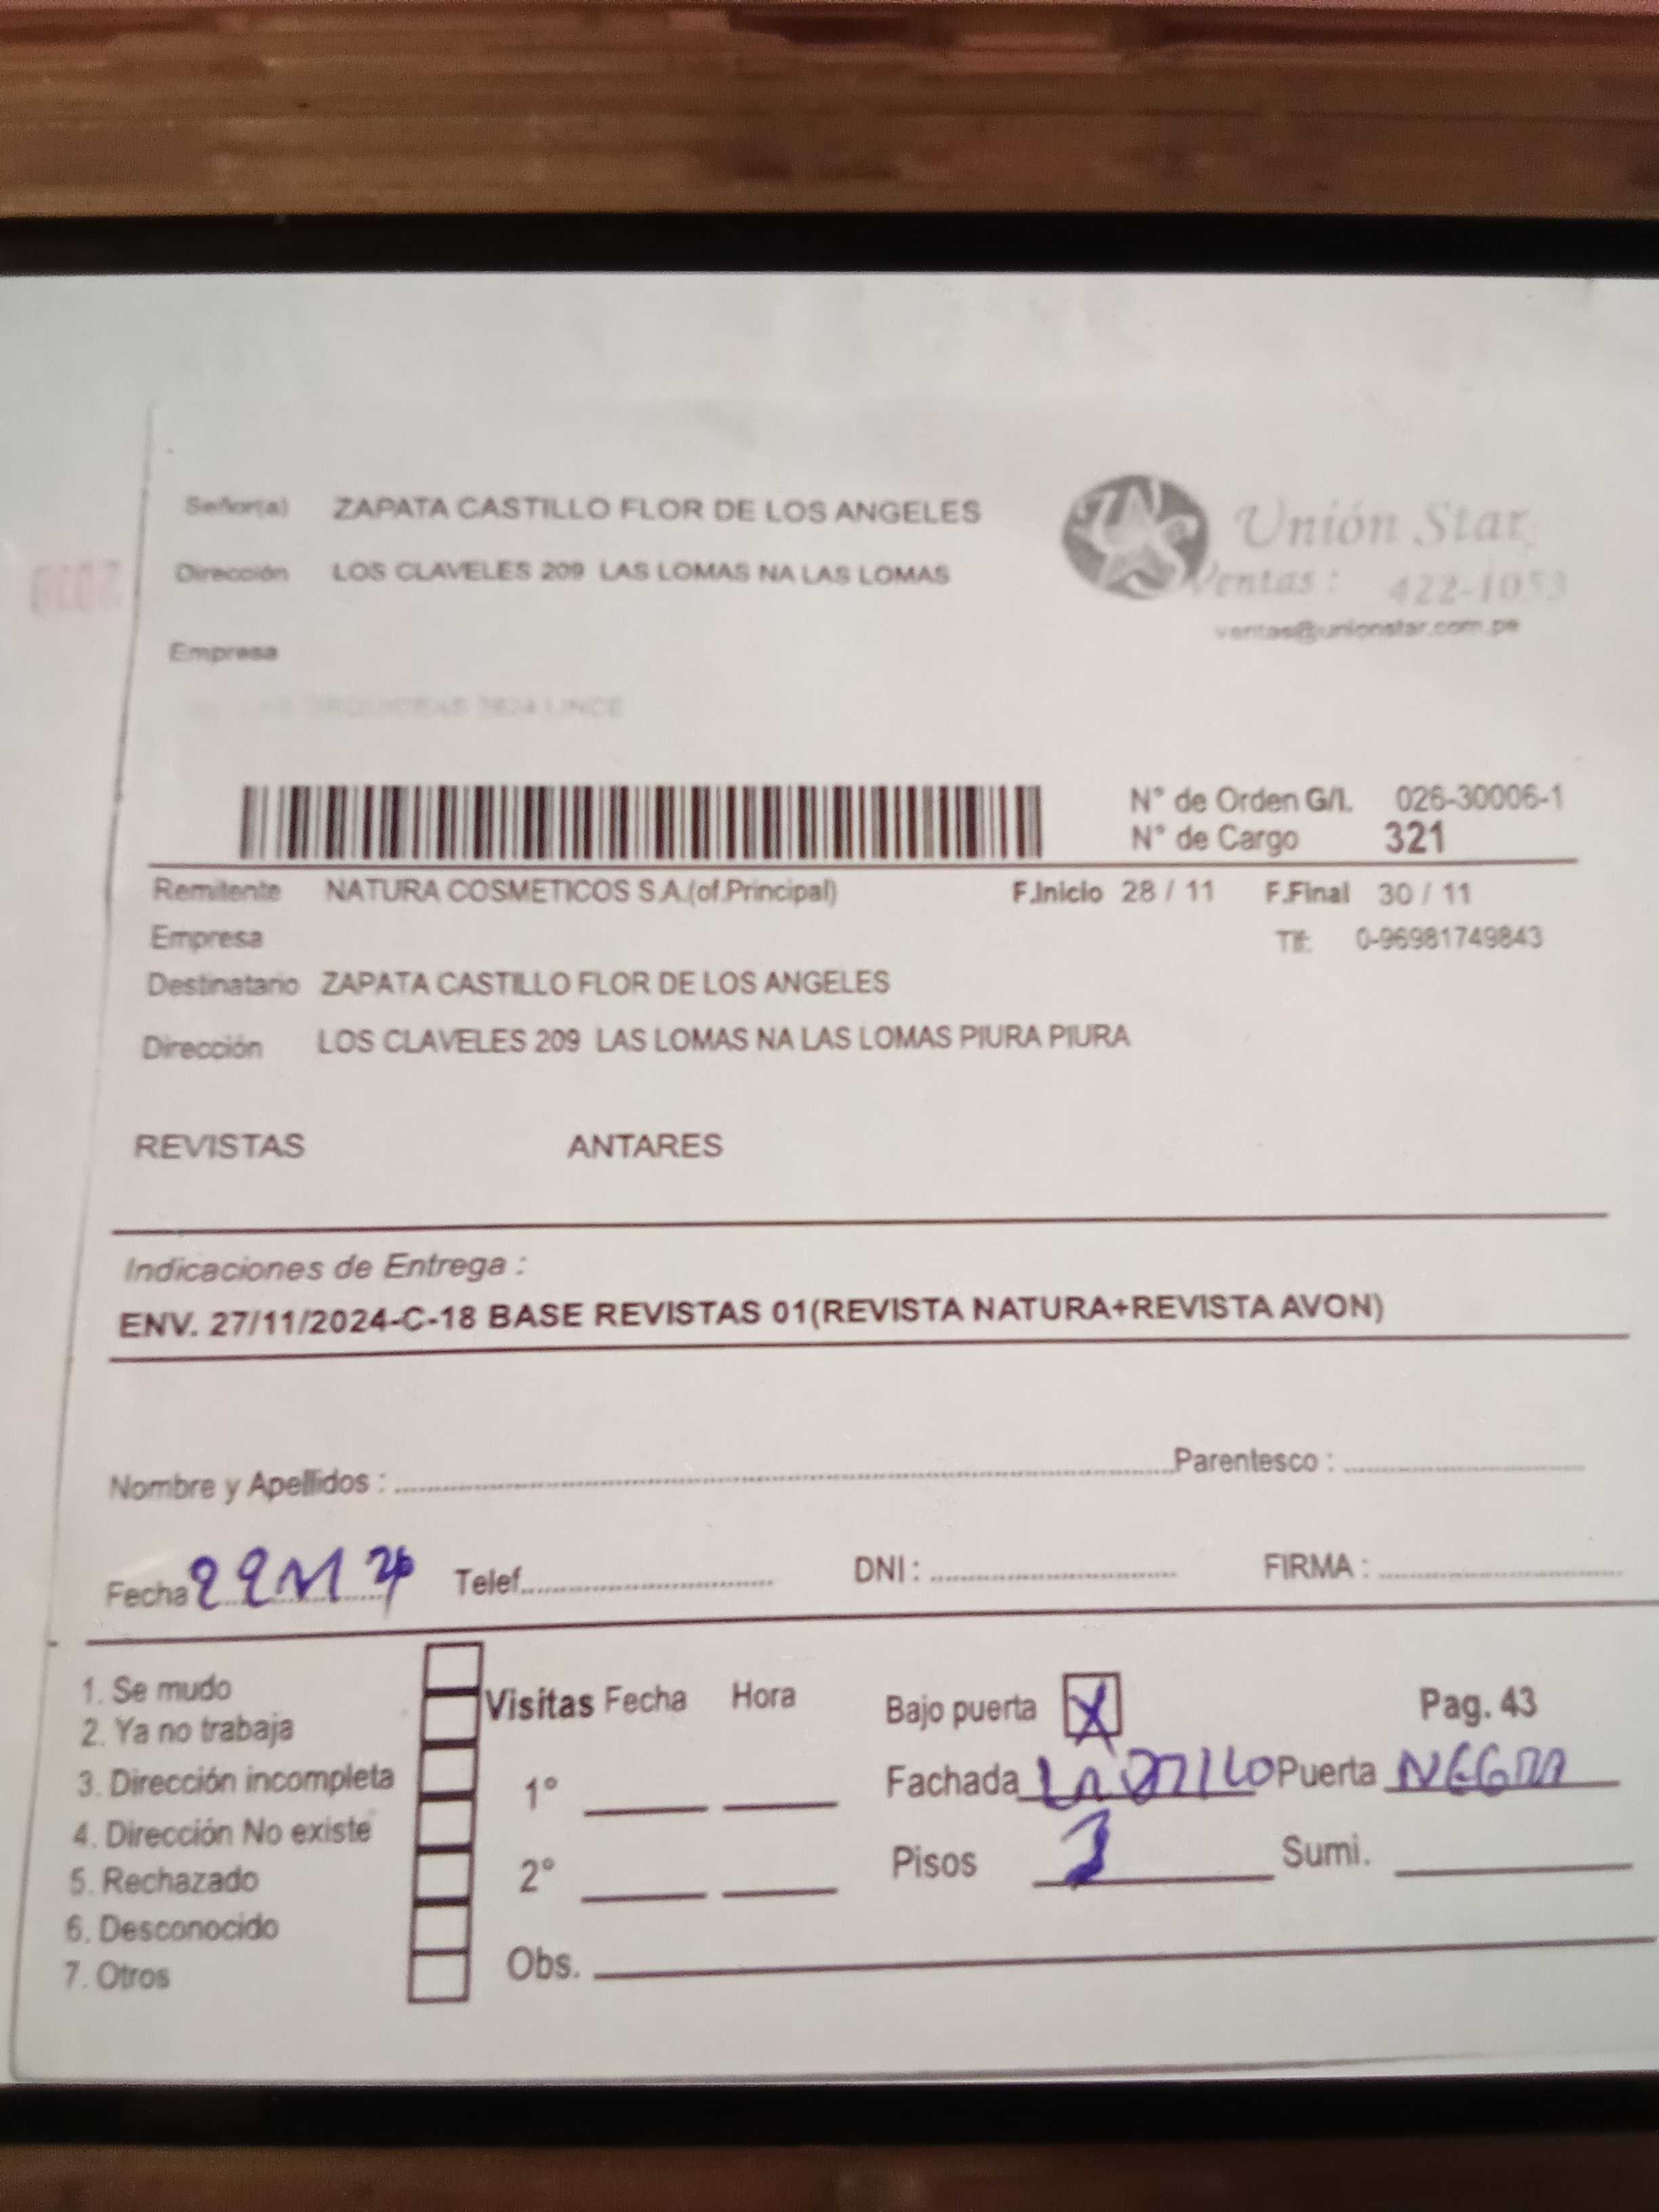 Señor(a) ZAPATA CASTILLO FLOR DE LOS ANGELES
Unión Star
Dirección LOS CLAVELES 209 LAS LOMAS NA LAS LOMAS
Ventas : 422-1053
ventas@unionstar.com.pe
Empresa
2824 LINCE
N° de Orden G/I. 026-30006-1
N° de Cargo 321
Remitente NATURA COSMETICOS S.A.(of.Principal) F.Inicio 28 / 11 F.Final 30 / 11
Empresa Tlf: 0-96981749843
Destinatario ZAPATA CASTILLO FLOR DE LOS ANGELES
Dirección LOS CLAVELES 209 LAS LOMAS NA LAS LOMAS PIURA PIURA
REVISTAS ANTARES
Indicaciones de Entrega :
ENV. 27/11/2024-C-18 BASE REVISTAS 01(REVISTA NATURA+REVISTA AVON)
Nombre y Apellidos : Parentesco :
Fecha Telef. DNI : FIRMA :
1. Se mudo
2. Ya no trabaja
3. Dirección incompleta
4. Dirección No existe
5. Rechazado
6. Desconocido
7. Otros
Visitas Fecha Hora
1°
2°
Obs.
Bajo puerta X Pag. 43
Fachada LADRILLO Puerta NEGRA
Pisos Sumi.